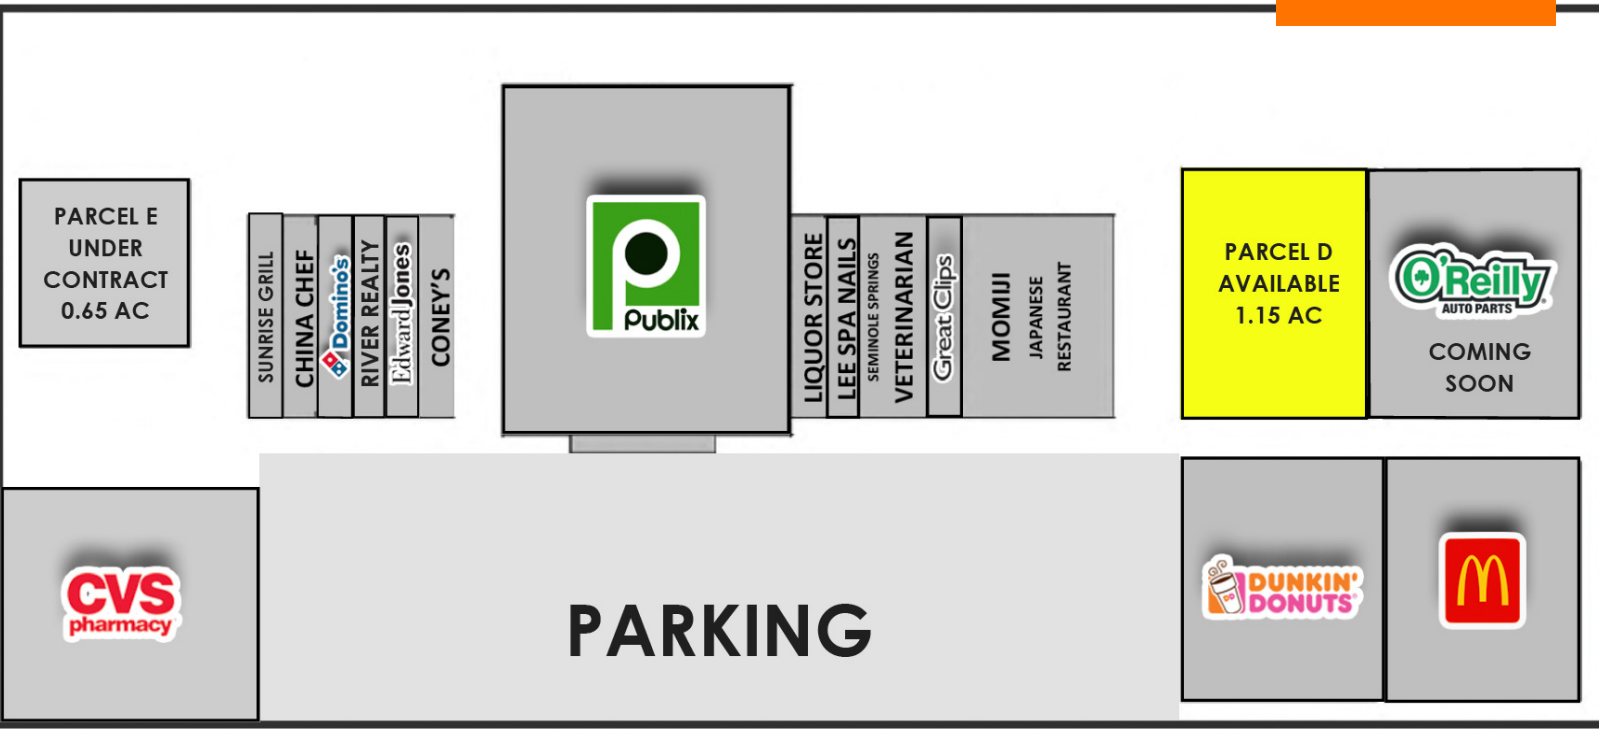 PARCEL E
UNDER
CONTRACT
0.65 AC
SUNRISE GRILL
CHINA CHEF
Domino's
RIVER REALTY
Edward Jones
CONEY'S
Publix
LIQUOR STORE
LEE SPA NAILS
SEMINOLE SPRINGS
VETERINARIAN
Great Clips
MOMIJI
JAPANESE
RESTAURANT
PARCEL D
AVAILABLE
1.15 AC
O'Reilly
AUTO PARTS
COMING
SOON
CVS
pharmacy
PARKING
DUNKIN'
DONUTS
M